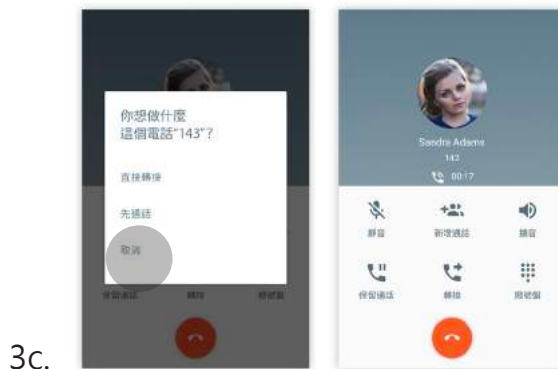 你想做什麼
這個電話"143"?
直接轉接
先通話
取消
保留通話 轉接 撥號盤
Sandra Adams
142
00:17
靜音 新增通話 擴音
保留通話 轉接 撥號盤
3c.